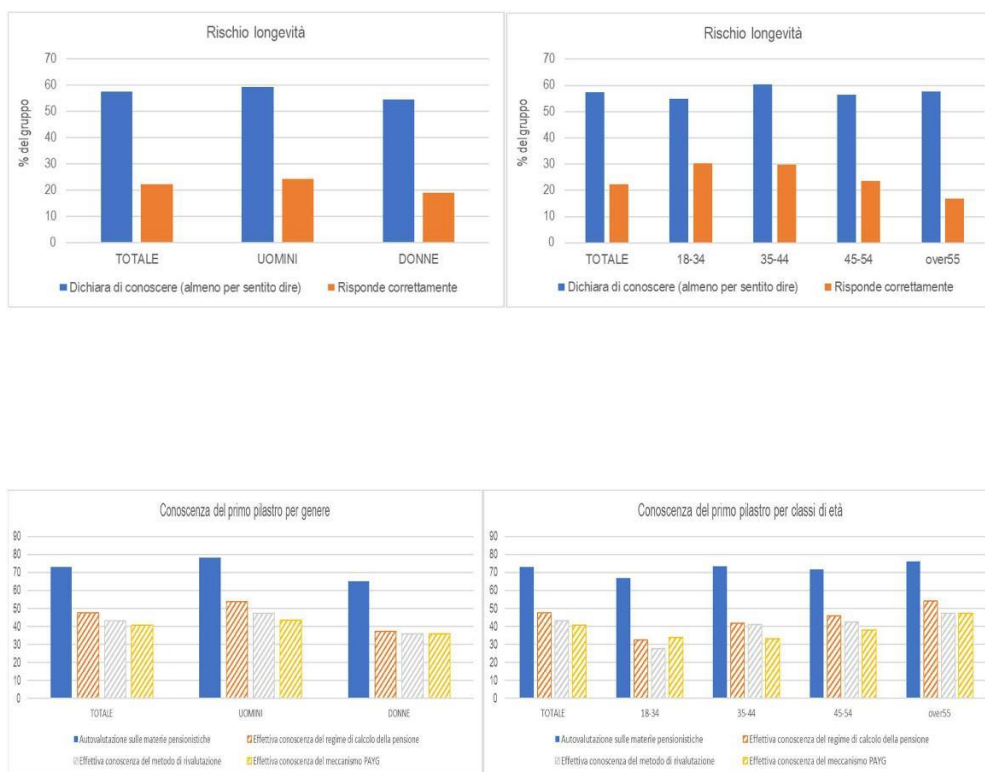 Rischio longevità
% del gruppo
70
60
50
40
30
20
10
0
TOTALE UOMINI DONNE
Dichiara di conoscere (almeno per sentito dire) Risponde correttamente
Rischio longevità
% del gruppo
70
60
50
40
30
20
10
0
TOTALE 18-34 35-44 45-54 over55
Dichiara di conoscere (almeno per sentito dire) Risponde correttamente
Conoscenza del primo pilastro per genere
90
80
70
60
50
40
30
20
10
0
TOTALE UOMINI DONNE
Autovalutazione sulle materie pensionistiche Effettiva conoscenza del regime di calcolo della pensione
Effettiva conoscenza del metodo di rivalutazione Effettiva conoscenza del meccanismo PAYG
Conoscenza del primo pilastro per classi di età
90
80
70
60
50
40
30
20
10
0
TOTALE 18-34 35-44 45-54 over55
Autovalutazione sulle materie pensionistiche Effettiva conoscenza del regime di calcolo della pensione
Effettiva conoscenza del metodo di rivalutazione Effettiva conoscenza del meccanismo PAYG